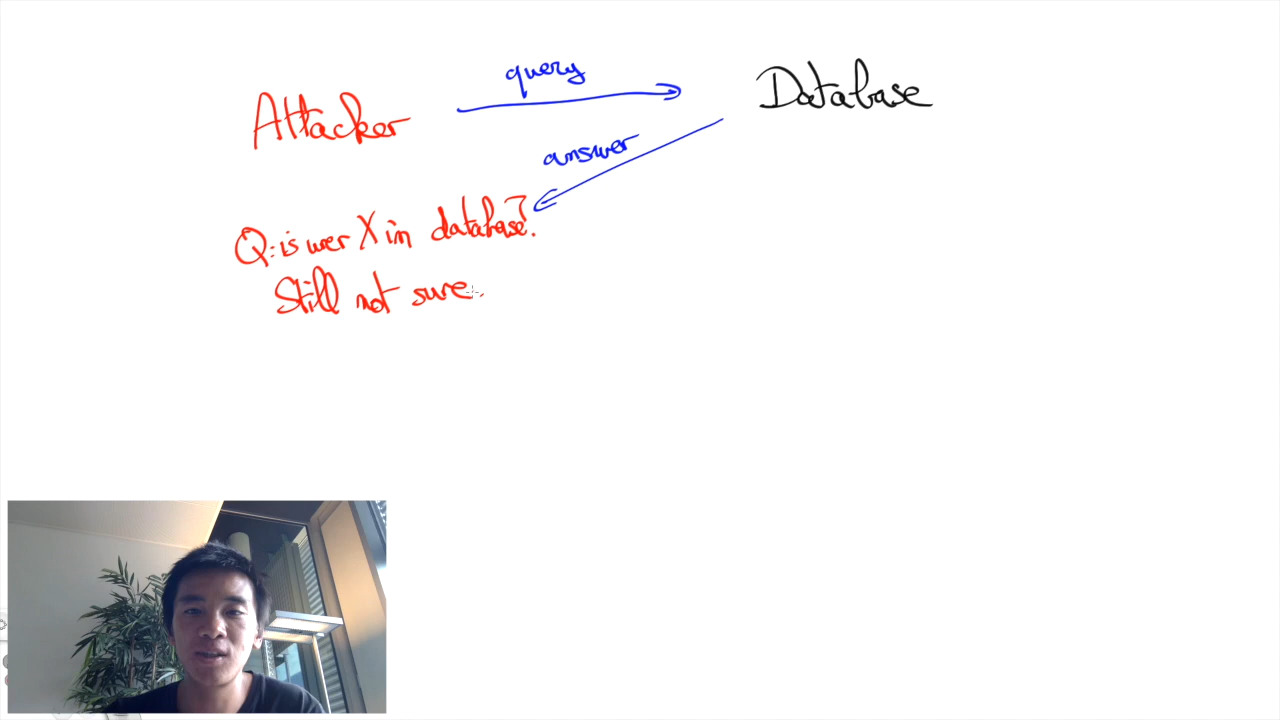 query
Database
Attacker
answer
Q: is user X in database?
Still not sure.